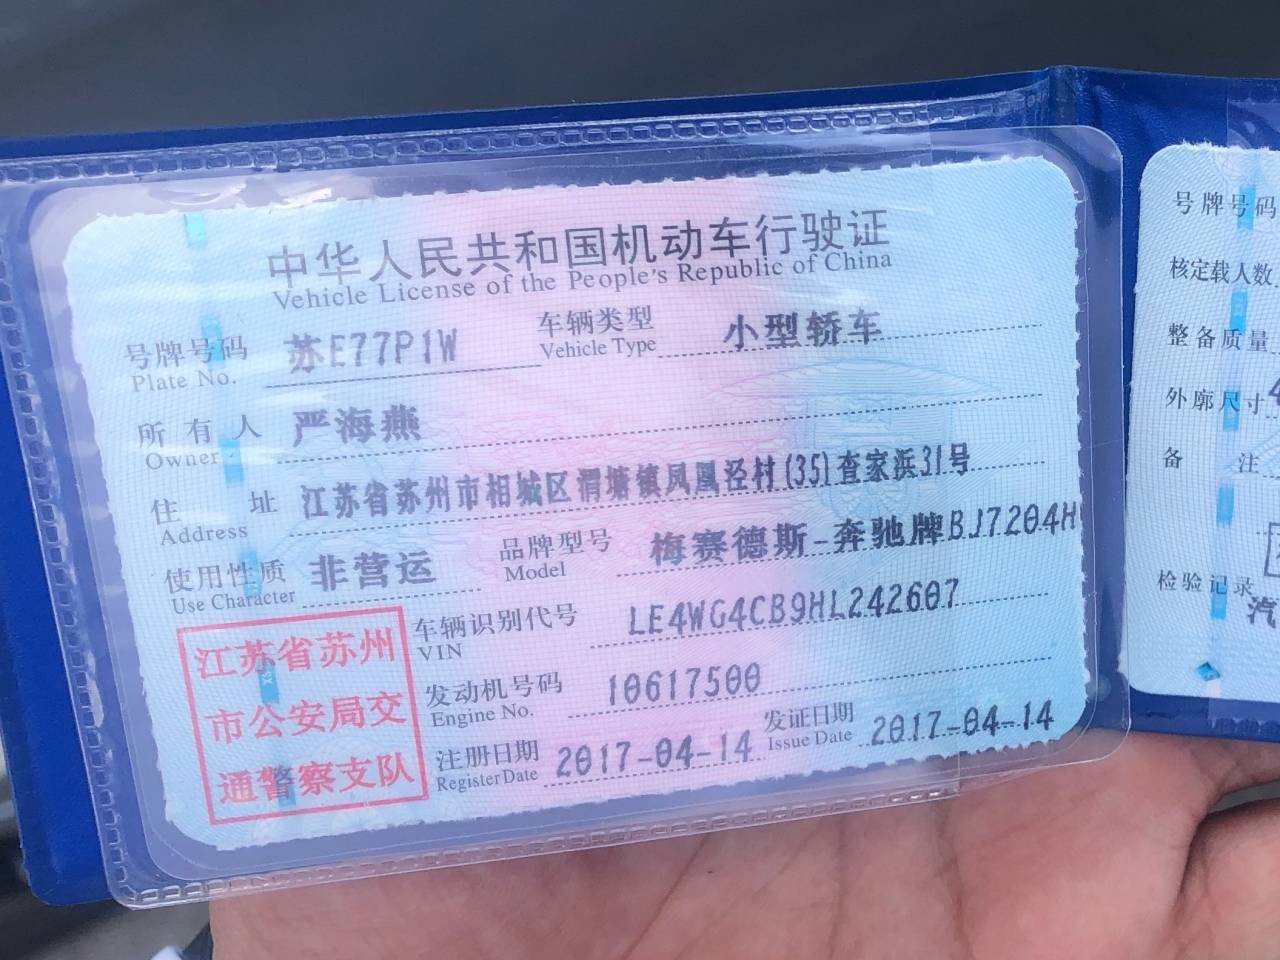 中华人民共和国机动车行驶证
Vehicle License of the People's Republic of China
号牌号码 苏E77P1W 车辆类型 小型轿车
Plate No. Vehicle Type
所有人 严海燕
Owner
住址 江苏省苏州市相城区渭塘镇凤凰泾村(35)查家浜31号
Address
使用性质 非营运 品牌型号 梅赛德斯-奔驰牌BJ7204H
Use Character Model
车辆识别代号 LE4WG4CB9HL242607
VIN
发动机号码 10617500
Engine No.
注册日期 2017-04-14 发证日期 2017-04-14
Register Date Issue Date
江苏省苏州
市公安局交
通警察支队
号牌号码
核定载人数
整备质量
外廓尺寸 4
备注
检验记录
汽